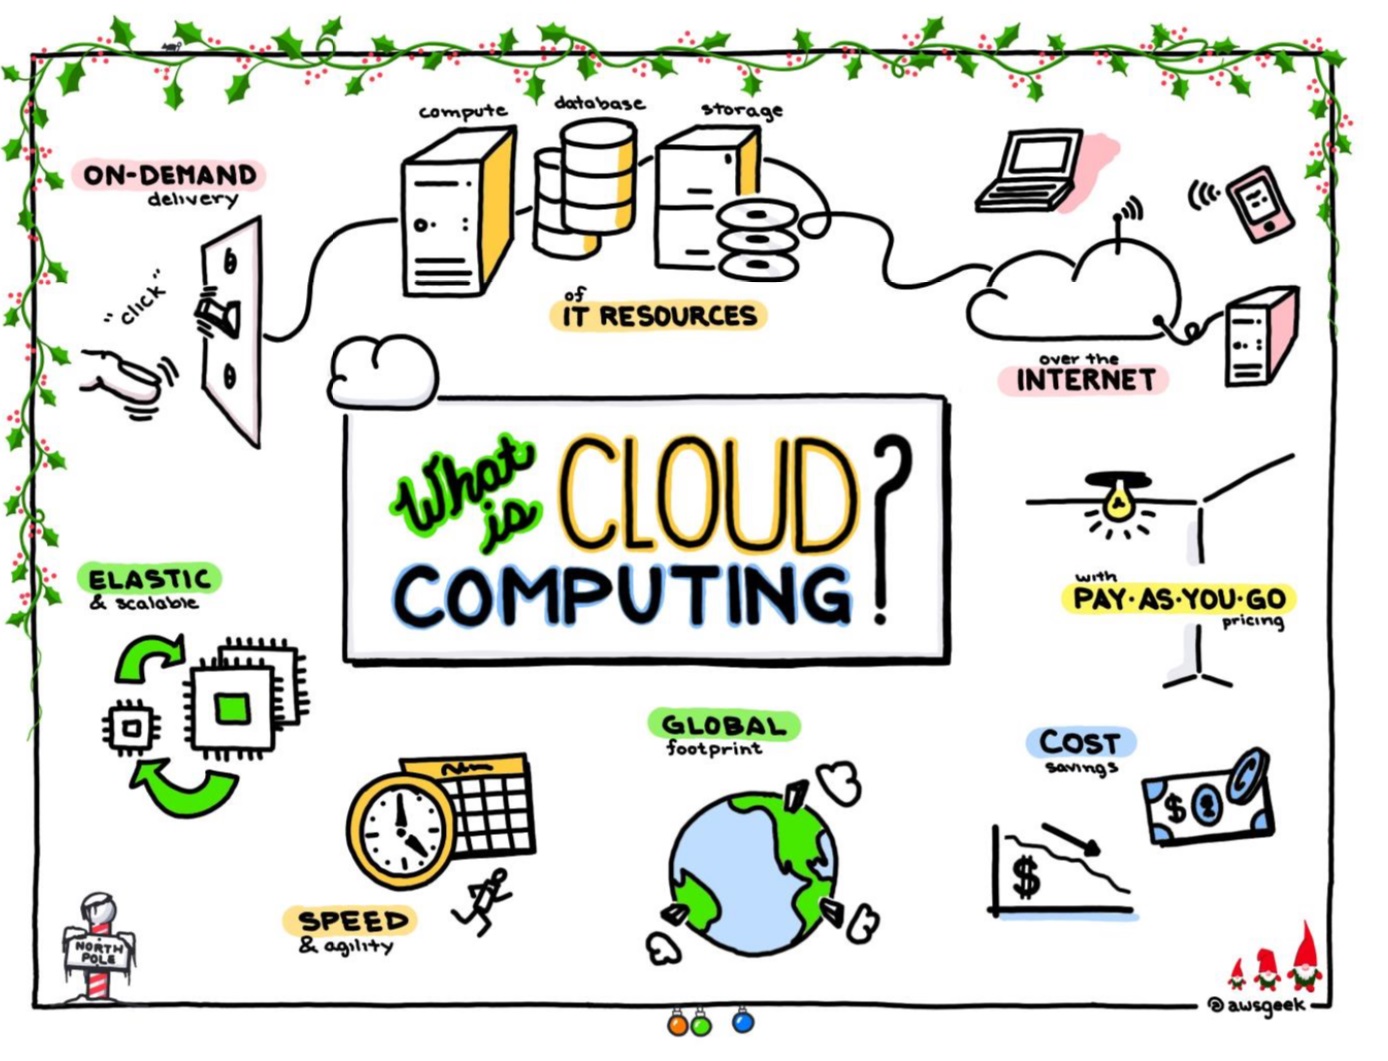 compute
database
storage
ON-DEMAND
delivery
"click"
of
IT RESOURCES
over the
INTERNET
What
is
CLOUD
COMPUTING?
with
PAY·AS·YOU·GO
pricing
ELASTIC
& scalable
GLOBAL
footprint
COST
savings
$
$
SPEED
& agility
NORTH
POLE
@awsgeek